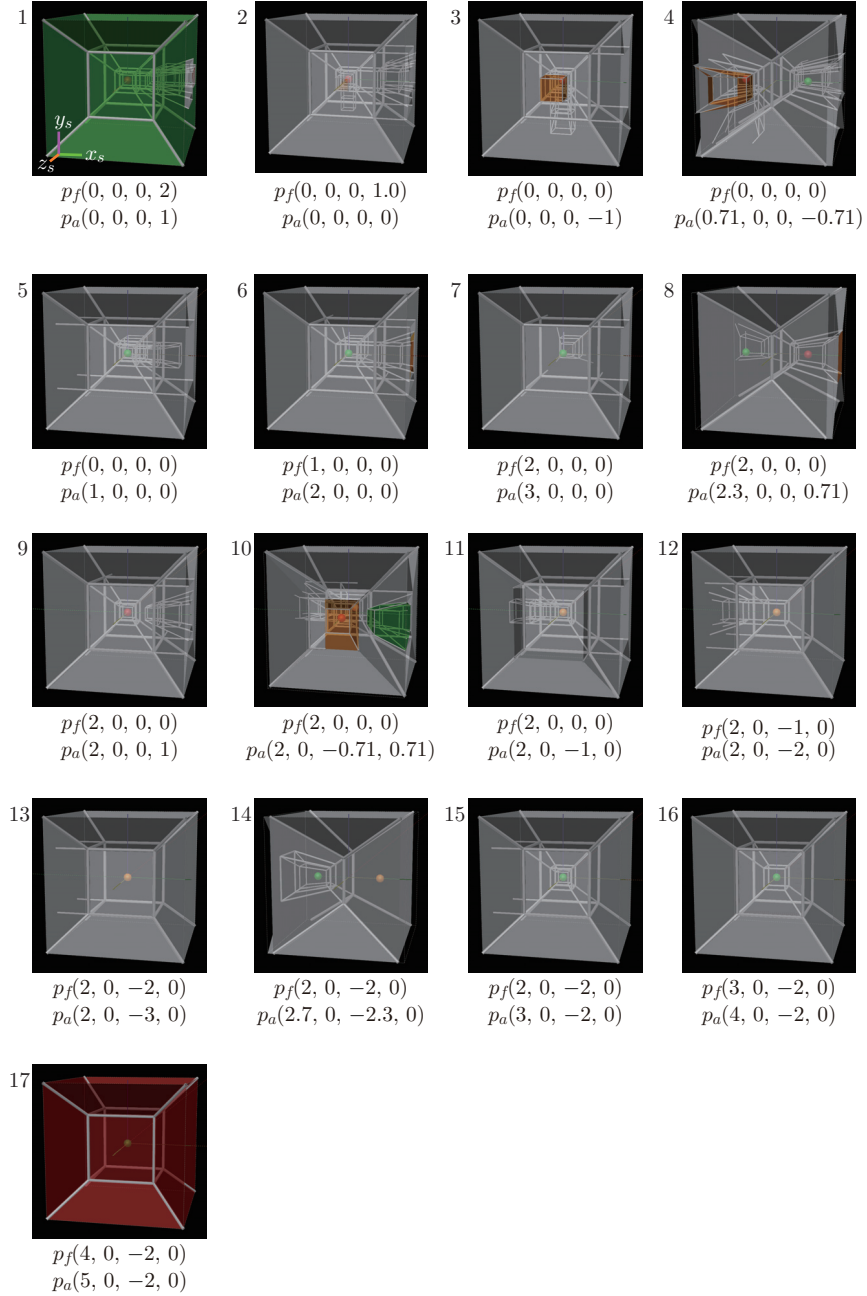 1
y_s
z_s x_s
p_f(0, 0, 0, 2)
p_a(0, 0, 0, 1)
2
p_f(0, 0, 0, 1.0)
p_a(0, 0, 0, 0)
3
p_f(0, 0, 0, 0)
p_a(0, 0, 0, −1)
4
p_f(0, 0, 0, 0)
p_a(0.71, 0, 0, −0.71)
5
p_f(0, 0, 0, 0)
p_a(1, 0, 0, 0)
6
p_f(1, 0, 0, 0)
p_a(2, 0, 0, 0)
7
p_f(2, 0, 0, 0)
p_a(3, 0, 0, 0)
8
p_f(2, 0, 0, 0)
p_a(2.3, 0, 0, 0.71)
9
p_f(2, 0, 0, 0)
p_a(2, 0, 0, 1)
10
p_f(2, 0, 0, 0)
p_a(2, 0, −0.71, 0.71)
11
p_f(2, 0, 0, 0)
p_a(2, 0, −1, 0)
12
p_f(2, 0, −1, 0)
p_a(2, 0, −2, 0)
13
p_f(2, 0, −2, 0)
p_a(2, 0, −3, 0)
14
p_f(2, 0, −2, 0)
p_a(2.7, 0, −2.3, 0)
15
p_f(2, 0, −2, 0)
p_a(3, 0, −2, 0)
16
p_f(3, 0, −2, 0)
p_a(4, 0, −2, 0)
17
p_f(4, 0, −2, 0)
p_a(5, 0, −2, 0)